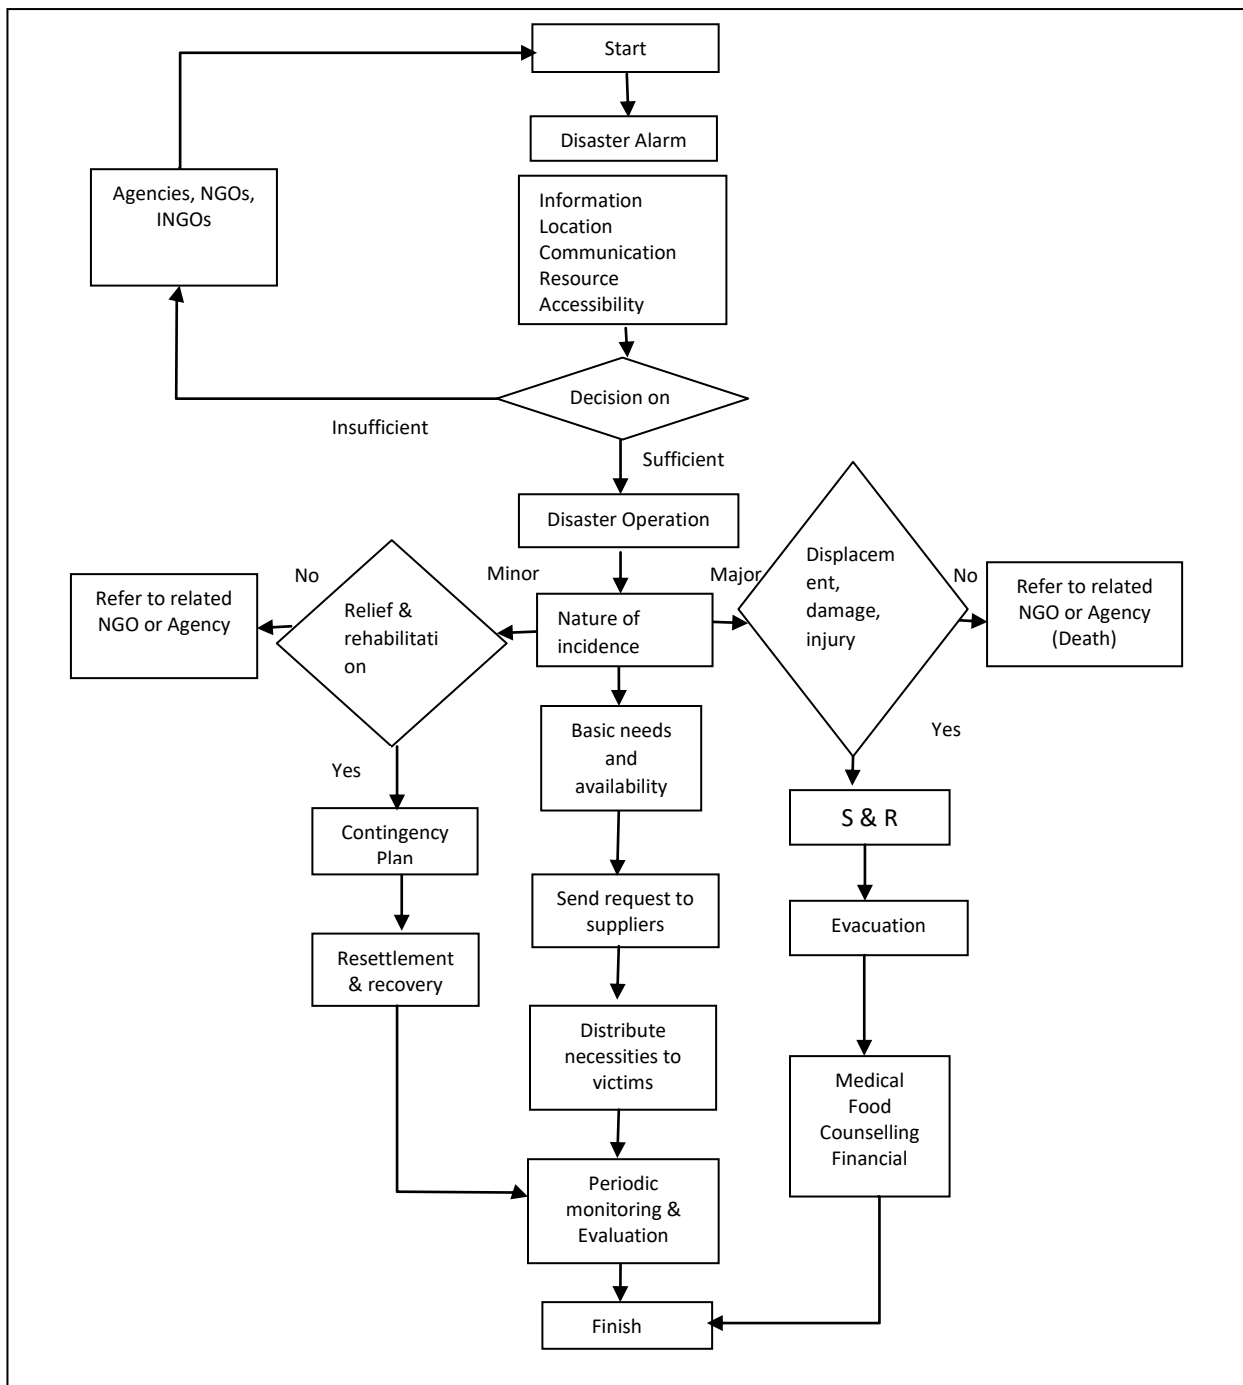 Start
Disaster Alarm
Agencies, NGOs,
INGOs
Information
Location
Communication
Resource
Accessibility
Decision on
Insufficient
Sufficient
Disaster Operation
Minor
Major
No
Relief &
rehabilitati
on
Refer to related
NGO or Agency
Nature of
incidence
Displacem
ent,
damage,
injury
No
Refer to related
NGO or Agency
(Death)
Yes
Yes
Basic needs
and
availability
S & R
Contingency
Plan
Send request to
suppliers
Evacuation
Resettlement
& recovery
Distribute
necessities to
victims
Medical
Food
Counselling
Financial
Periodic
monitoring &
Evaluation
Finish